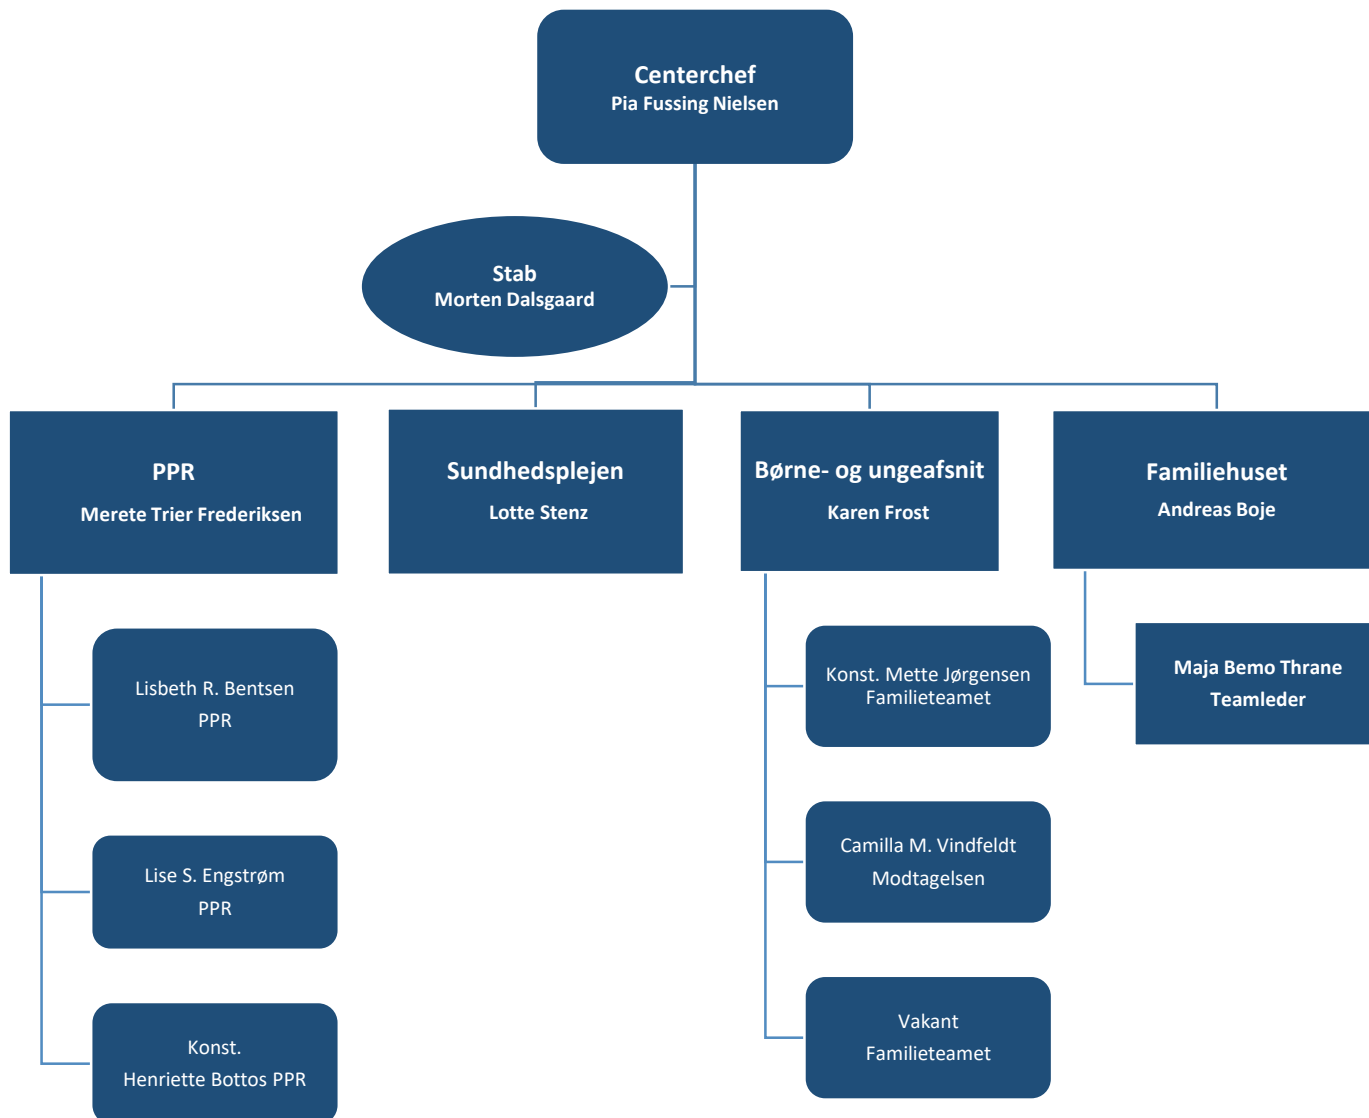 Centerchef
Pia Fussing Nielsen
Stab
Morten Dalsgaard
PPR
Merete Trier Frederiksen
Sundhedsplejen
Lotte Stenz
Børne- og ungeafsnit
Karen Frost
Familiehuset
Andreas Boje
Lisbeth R. Bentsen
PPR
Lise S. Engstrøm
PPR
Konst.
Henriette Bottos PPR
Konst. Mette Jørgensen
Familieteamet
Camilla M. Vindfeldt
Modtagelsen
Vakant
Familieteamet
Maja Bemo Thrane
Teamleder